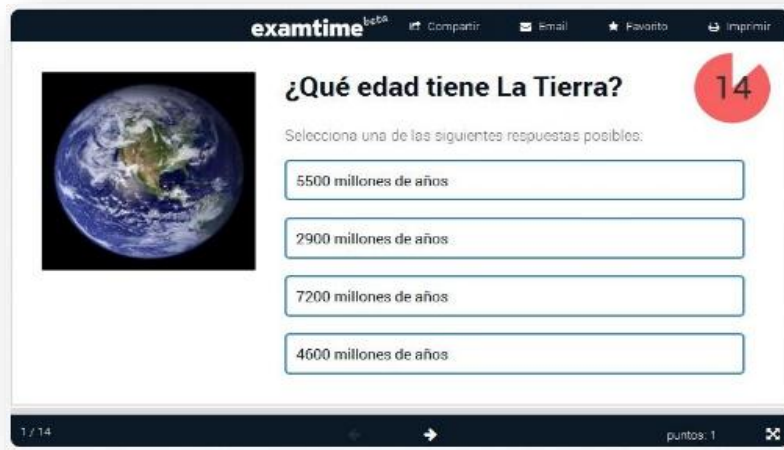 examtime beta Compartir Email Favorito Imprimir
¿Qué edad tiene La Tierra?
14
Selecciona una de las siguientes respuestas posibles:
5500 millones de años
2900 millones de años
7200 millones de años
4600 millones de años
1 / 14 puntos: 1